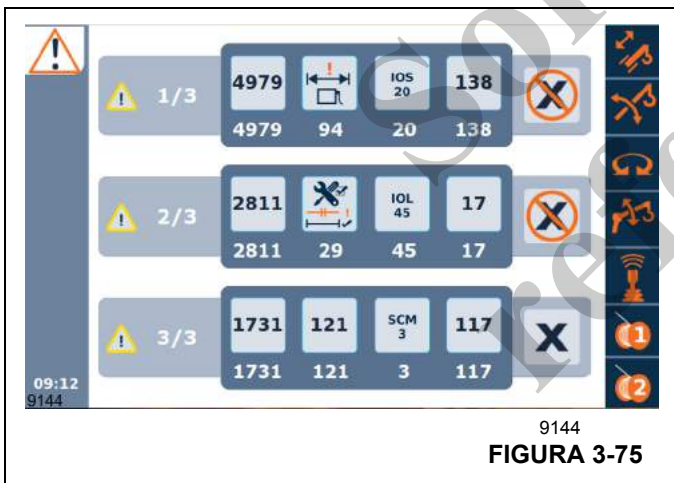 1/3 4979 ! IOS 20 138 X
4979 94 20 138
2/3 2811 ! IOL 45 17 X
2811 29 45 17
3/3 1731 121 SCM 3 117 X
1731 121 3 117
1
2
09:12
9144
9144
FIGURA 3-75